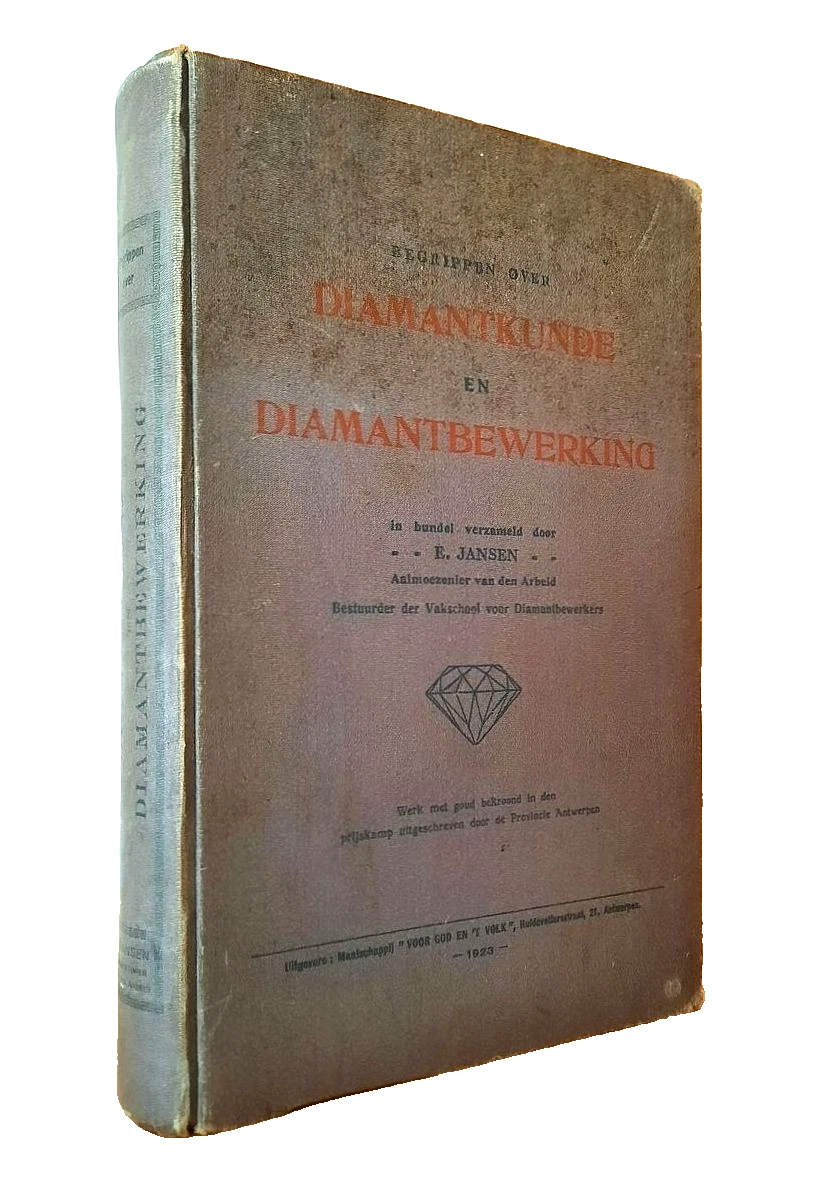 BEGRIPPEN OVER
DIAMANTKUNDE
EN
DIAMANTBEWERKING
in bundel verzameld door
E. JANSEN
Aalmoezenier van den Arbeid
Bestuurder der Vakschool voor Diamantbewerkers
Werk met goud bekroond in den
prijskamp uitgeschreven door de Provincie Antwerpen
Uitgevers : Maatschappij " VOOR GOD EN 'T VOLK ", Huidevettersstraat, 21, Antwerpen.
— 1923 —
DIAMANTBEWERKING